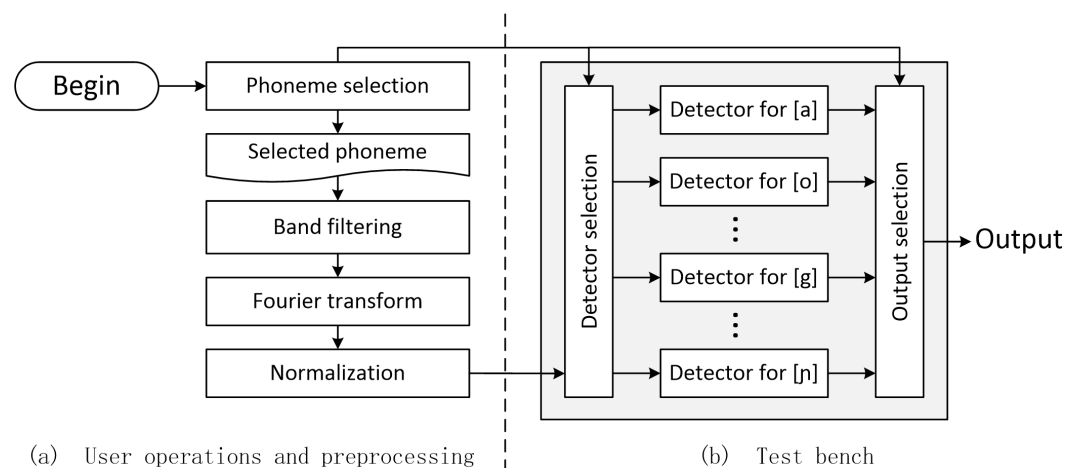 Begin
Phoneme selection
Selected phoneme
Band filtering
Fourier transform
Normalization
(a) User operations and preprocessing
Detector selection
Detector for [a]
Detector for [o]
Detector for [g]
Detector for [ɲ]
Output selection
Output
(b) Test bench